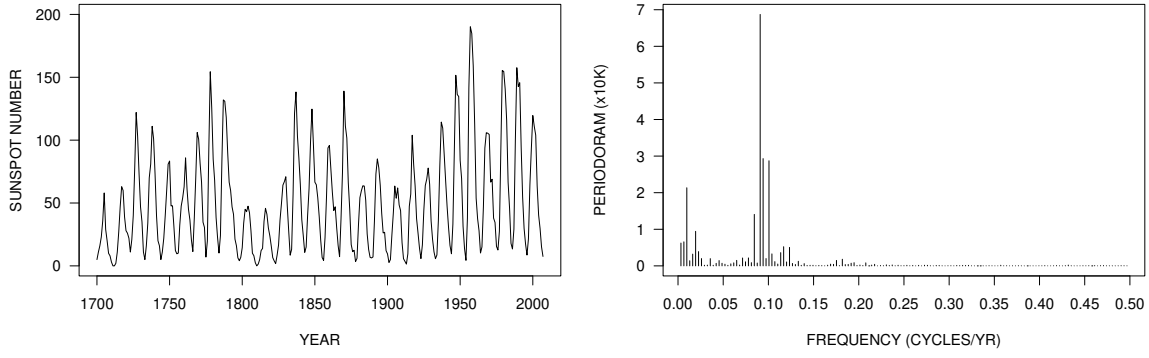 200
150
100
50
0
SUNSPOT NUMBER
1700 1750 1800 1850 1900 1950 2000
YEAR
7
6
5
4
3
2
1
0
PERIODORAM (x10K)
0.00 0.05 0.10 0.15 0.20 0.25 0.30 0.35 0.40 0.45 0.50
FREQUENCY (CYCLES/YR)